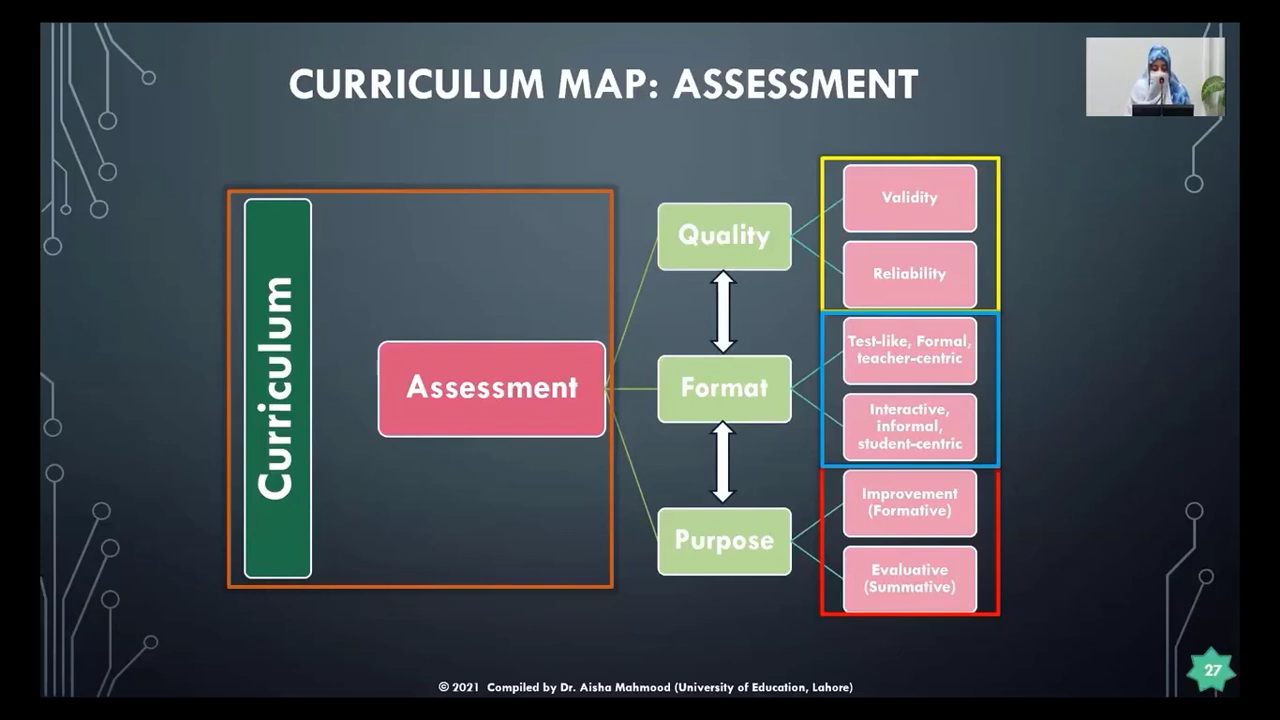 CURRICULUM MAP: ASSESSMENT
Curriculum
Assessment
Quality
Validity
Reliability
Format
Test-like, Formal,
teacher-centric
Interactive,
informal,
student-centric
Purpose
Improvement
(Formative)
Evaluative
(Summative)
27
© 2021 Compiled by Dr. Aisha Mahmood (University of Education, Lahore)